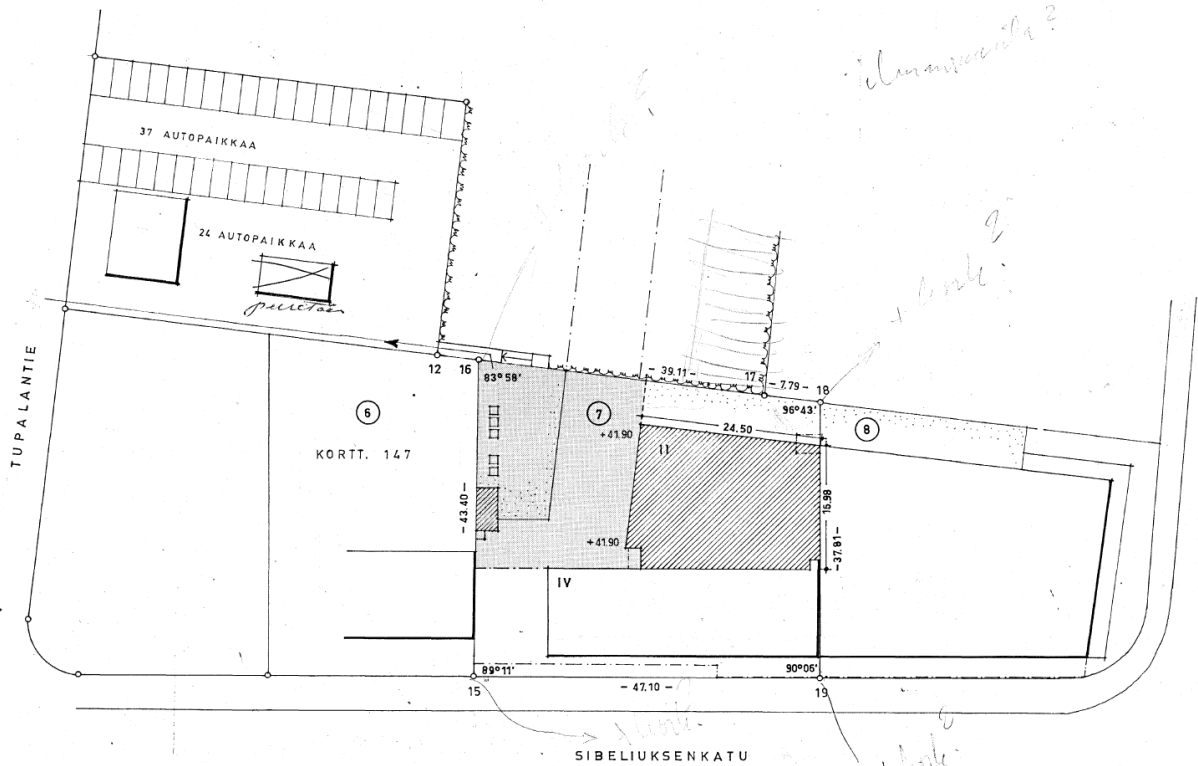 37 AUTOPAIKKAA
24 AUTOPAIKKAA
puretaan
TUPALANTIE
12
16
K
83°58'
- 39.11 -
17
- 7.79 -
18
96°43'
6
KORTT. 147
7
+41.90
24.50
8
II
- 43.40 -
16.98
- 37.81 -
+41.90
IV
89°11'
90°06'
15
- 47.10 -
19
SIBELIUKSENKATU